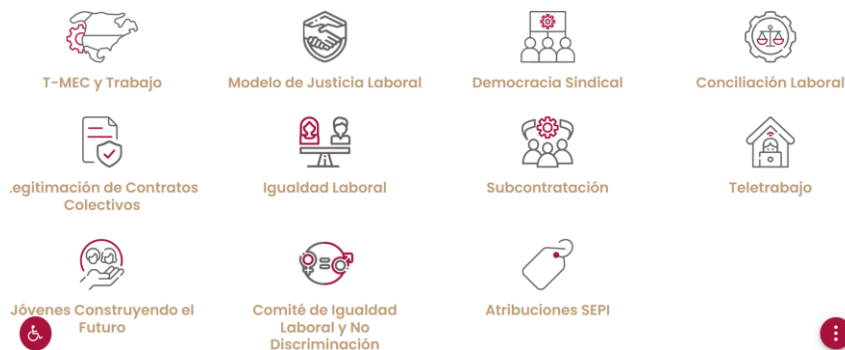 T-MEC y Trabajo
Modelo de Justicia Laboral
Democracia Sindical
Conciliación Laboral
.egitimación de Contratos
Colectivos
Igualdad Laboral
Subcontratación
Teletrabajo
Jóvenes Construyendo el
Futuro
Comité de Igualdad
Laboral y No
Discriminación
Atribuciones SEPI